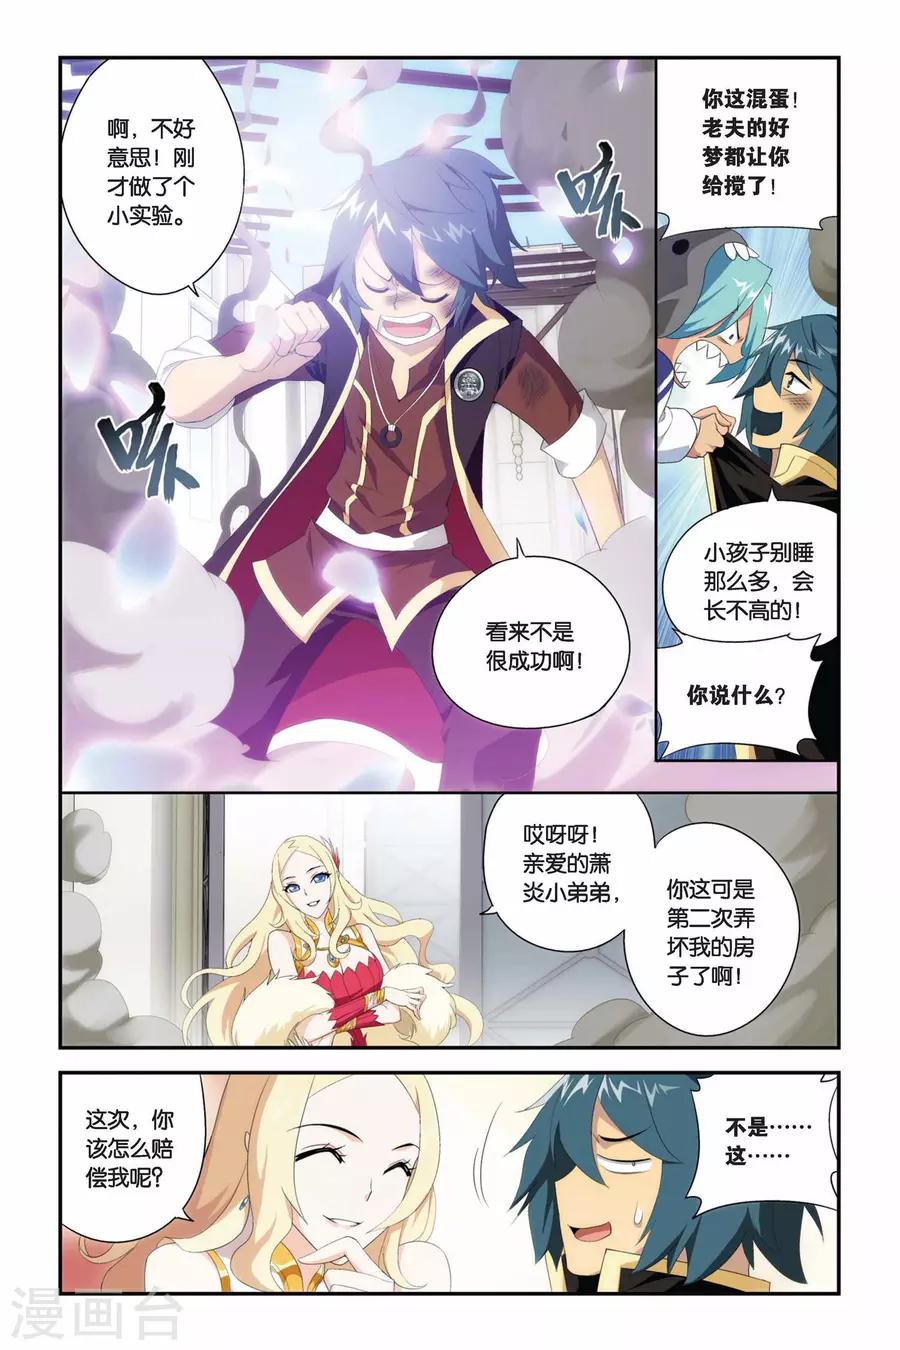 啊，不好
意思！刚
才做了个
小实验。
咳
咳
看来不是
很成功啊！
你这混蛋！
老夫的好
梦都让你
给搅了！
小孩子别睡
那么多，会
长不高的！
你说什么？
哎呀呀！
亲爱的萧
炎小弟弟，
你这可是
第二次弄
坏我的房
子了啊！
这次，你
该怎么赔
偿我呢？
不是……
这……
漫画台